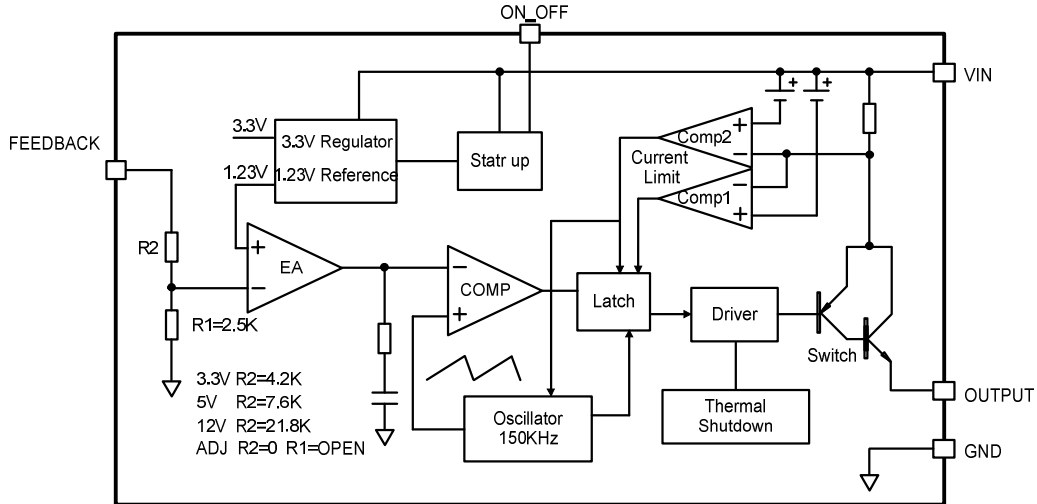 ON_OFF
VIN
FEEDBACK
3.3V
3.3V Regulator
1.23V
1.23V Reference
Statr up
Comp2
+
−
Current
Limit
Comp1
−
+
+
+
R2
+
−
EA
−
+
COMP
Latch
Driver
Switch
R1=2.5K
3.3V R2=4.2K
5V R2=7.6K
12V R2=21.8K
ADJ R2=0 R1=OPEN
Oscillator
150KHz
Thermal
Shutdown
OUTPUT
GND